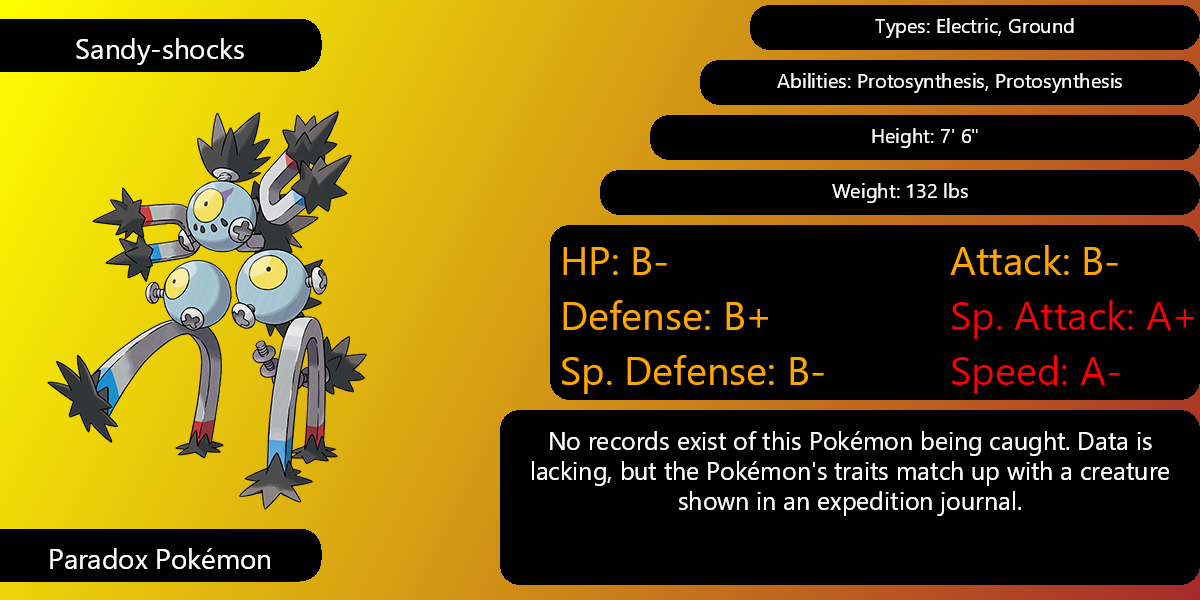 Sandy-shocks
Types: Electric, Ground
Abilities: Protosynthesis, Protosynthesis
Height: 7' 6"
Weight: 132 lbs
HP: B-
Attack: B-
Defense: B+
Sp. Attack: A+
Sp. Defense: B-
Speed: A-
No records exist of this Pokémon being caught. Data is
lacking, but the Pokémon's traits match up with a creature
shown in an expedition journal.
Paradox Pokémon